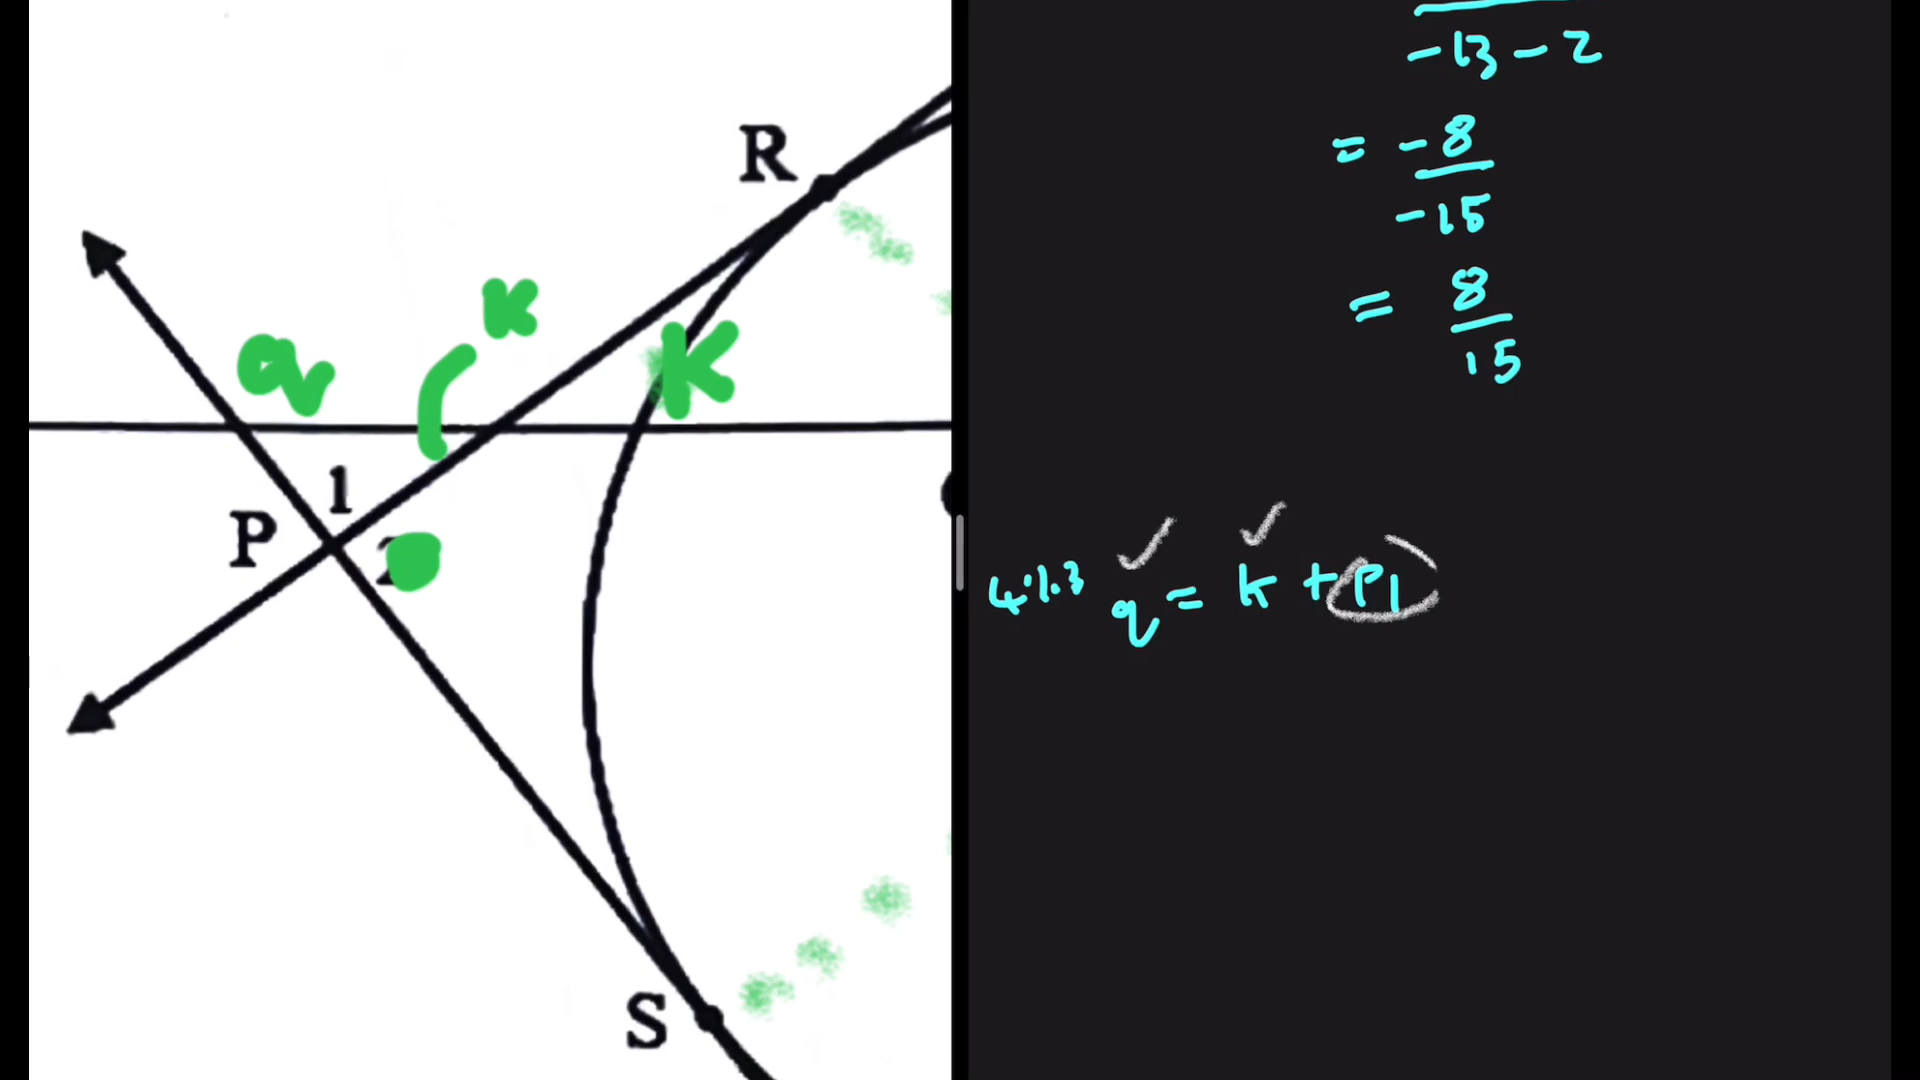 R
K
q
K
1
P
2
S
-13-2
= -8
-15
= 8
15
4.1.3 q = k + P1